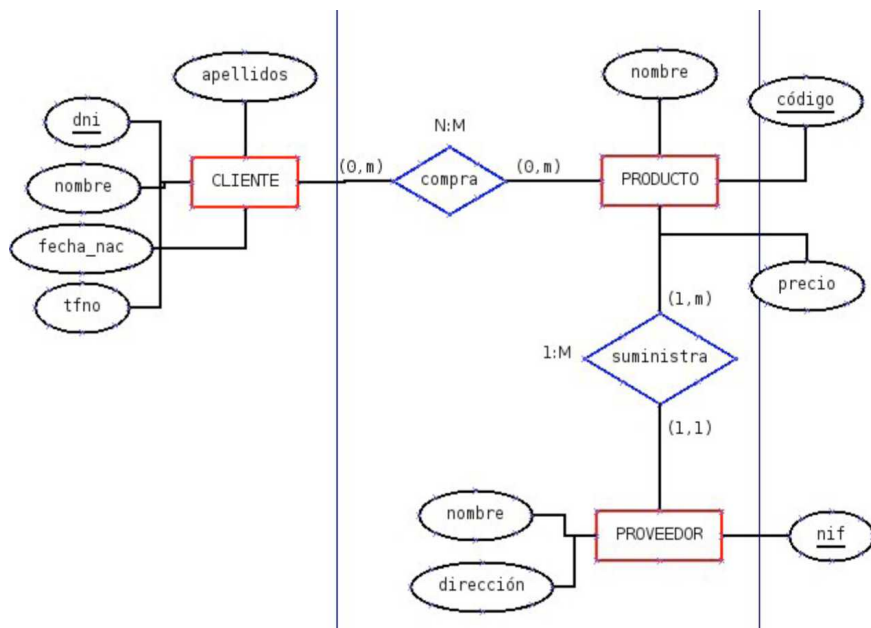 apellidos
nombre
código
dni
N:M
nombre
(0,m)
(0,m)
CLIENTE
compra
PRODUCTO
fecha_nac
tfno
precio
(1,m)
1:M
suministra
(1,1)
nombre
PROVEEDOR
nif
dirección